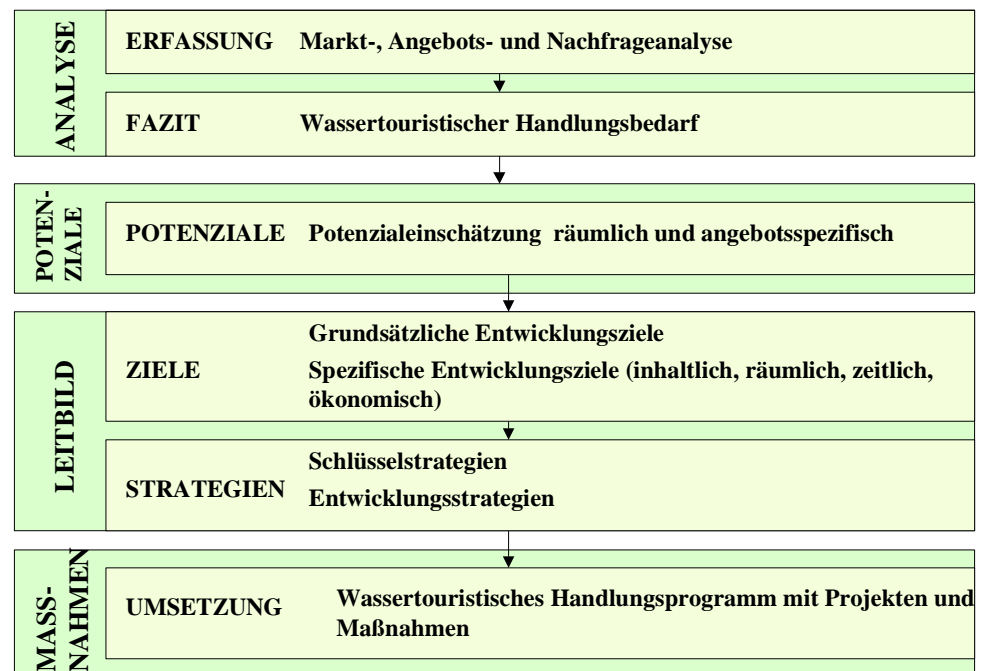 ANALYSE
ERFASSUNG Markt-, Angebots- und Nachfrageanalyse
FAZIT Wassertouristischer Handlungsbedarf
POTEN-
ZIALE
POTENZIALE Potenzialeinschätzung räumlich und angebotsspezifisch
LEITBILD
ZIELE
Grundsätzliche Entwicklungsziele
Spezifische Entwicklungsziele (inhaltlich, räumlich, zeitlich,
ökonomisch)
STRATEGIEN
Schlüsselstrategien
Entwicklungsstrategien
MASS-
NAHMEN
UMSETZUNG
Wassertouristisches Handlungsprogramm mit Projekten und
Maßnahmen